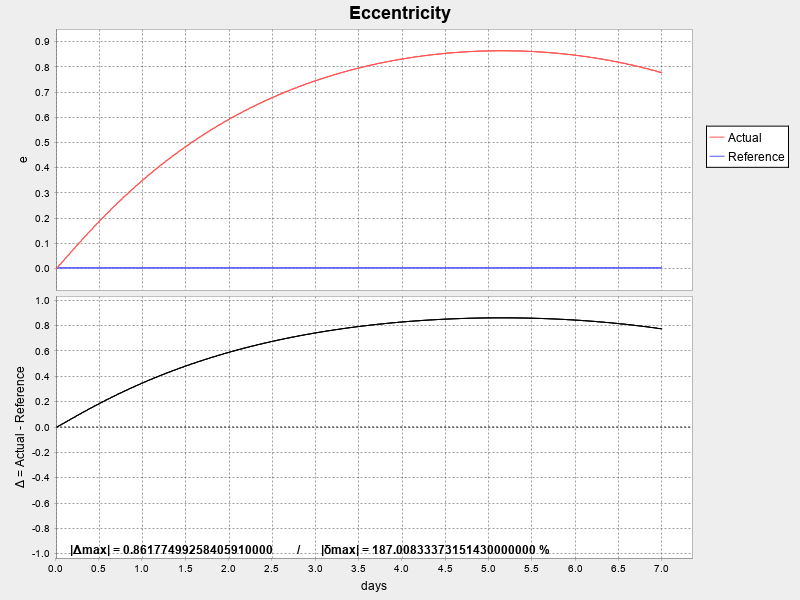 Eccentricity
0.9
0.8
0.7
0.6
0.5
0.4
0.3
0.2
0.1
0.0
e
Actual
Reference
1.0
0.8
0.6
0.4
0.2
0.0
-0.2
-0.4
-0.6
-0.8
-1.0
Δ = Actual - Reference
|Δmax| = 0.86177499258405910000 / |δmax| = 187.00833373151430000000 %
0.0 0.5 1.0 1.5 2.0 2.5 3.0 3.5 4.0 4.5 5.0 5.5 6.0 6.5 7.0
days